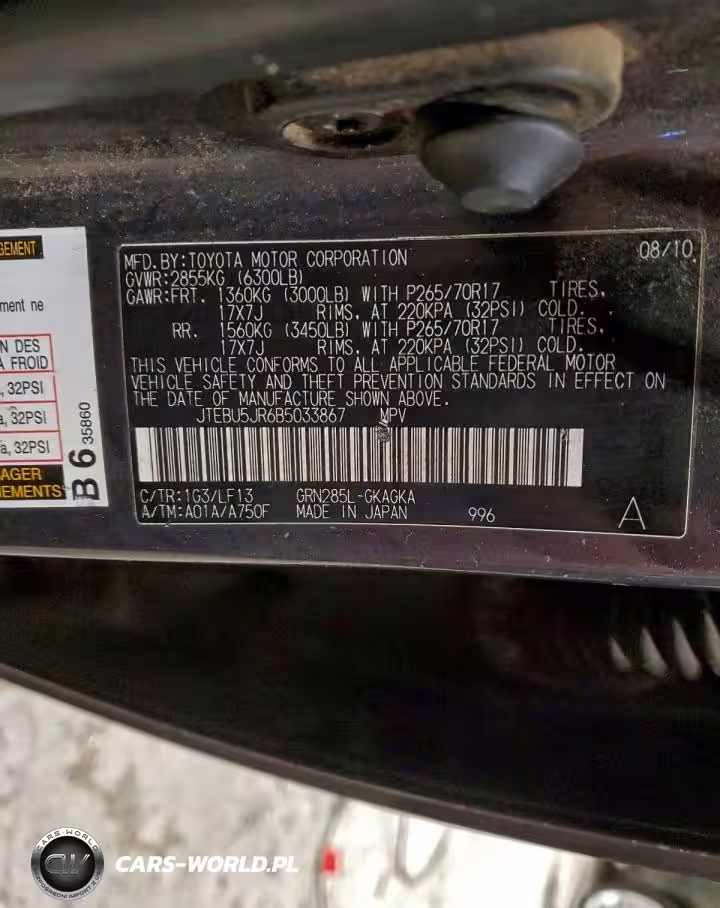 GEMENT
ment ne
N DES
A FROID
, 32PSI
a, 32PSI
a, 32PSI
AGER
NEMENTS
B 6 35860
MFD. BY: TOYOTA MOTOR CORPORATION 08/10
GVWR: 2855KG (6300LB)
GAWR: FRT. 1360KG (3000LB) WITH P265/70R17 TIRES,
17X7J RIMS, AT 220KPA (32PSI) COLD.
RR. 1560KG (3450LB) WITH P265/70R17 TIRES,
17X7J RIMS, AT 220KPA (32PSI) COLD.
THIS VEHICLE CONFORMS TO ALL APPLICABLE FEDERAL MOTOR
VEHICLE SAFETY AND THEFT PREVENTION STANDARDS IN EFFECT ON
THE DATE OF MANUFACTURE SHOWN ABOVE.
JTEBU5JR6B5033867 MPV
C/TR: 1G3/LF13 GRN285L-GKAGKA
A/TM: A01A/A750F MADE IN JAPAN 996 A
CARS-WORLD
CW
CARS-WORLD.PL